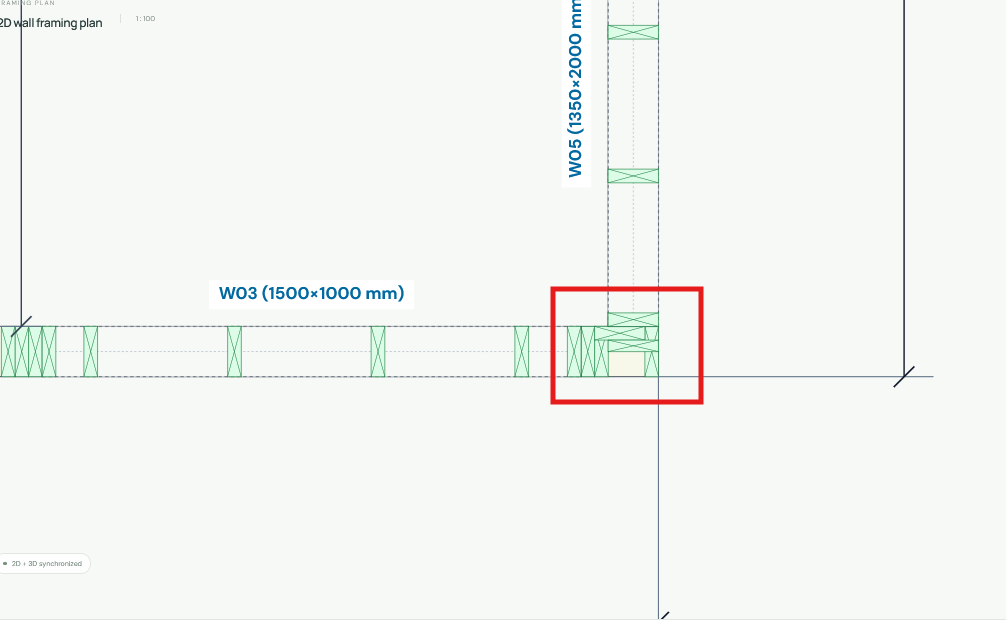 FRAMING PLAN
2D wall framing plan
1:100
W05 (1350×2000 mm
W03 (1500×1000 mm)
2D + 3D synchronized